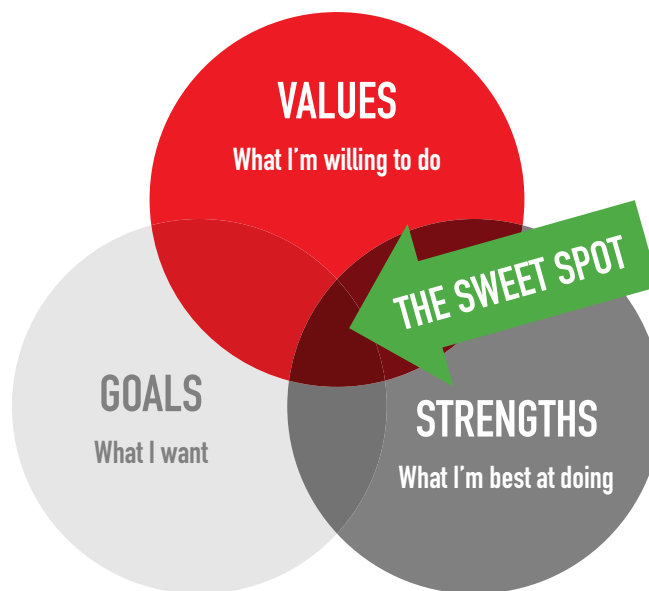 VALUES
What I'm willing to do
THE SWEET SPOT
GOALS
What I want
STRENGTHS
What I'm best at doing